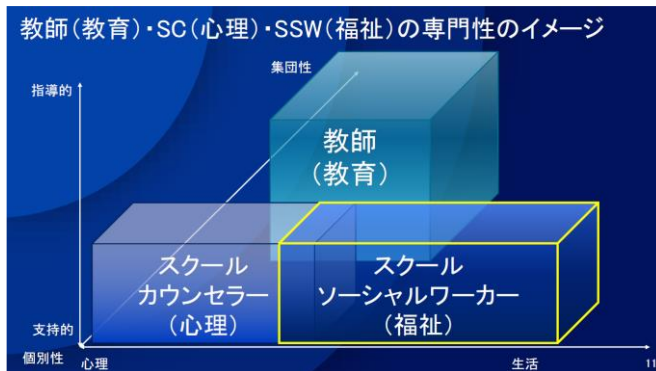 教師(教育)・SC(心理)・SSW(福祉)の専門性のイメージ
集団性
指導的
教師
(教育)
スクール
カウンセラー
(心理)
スクール
ソーシャルワーカー
(福祉)
支持的
個別性
心理
生活
11